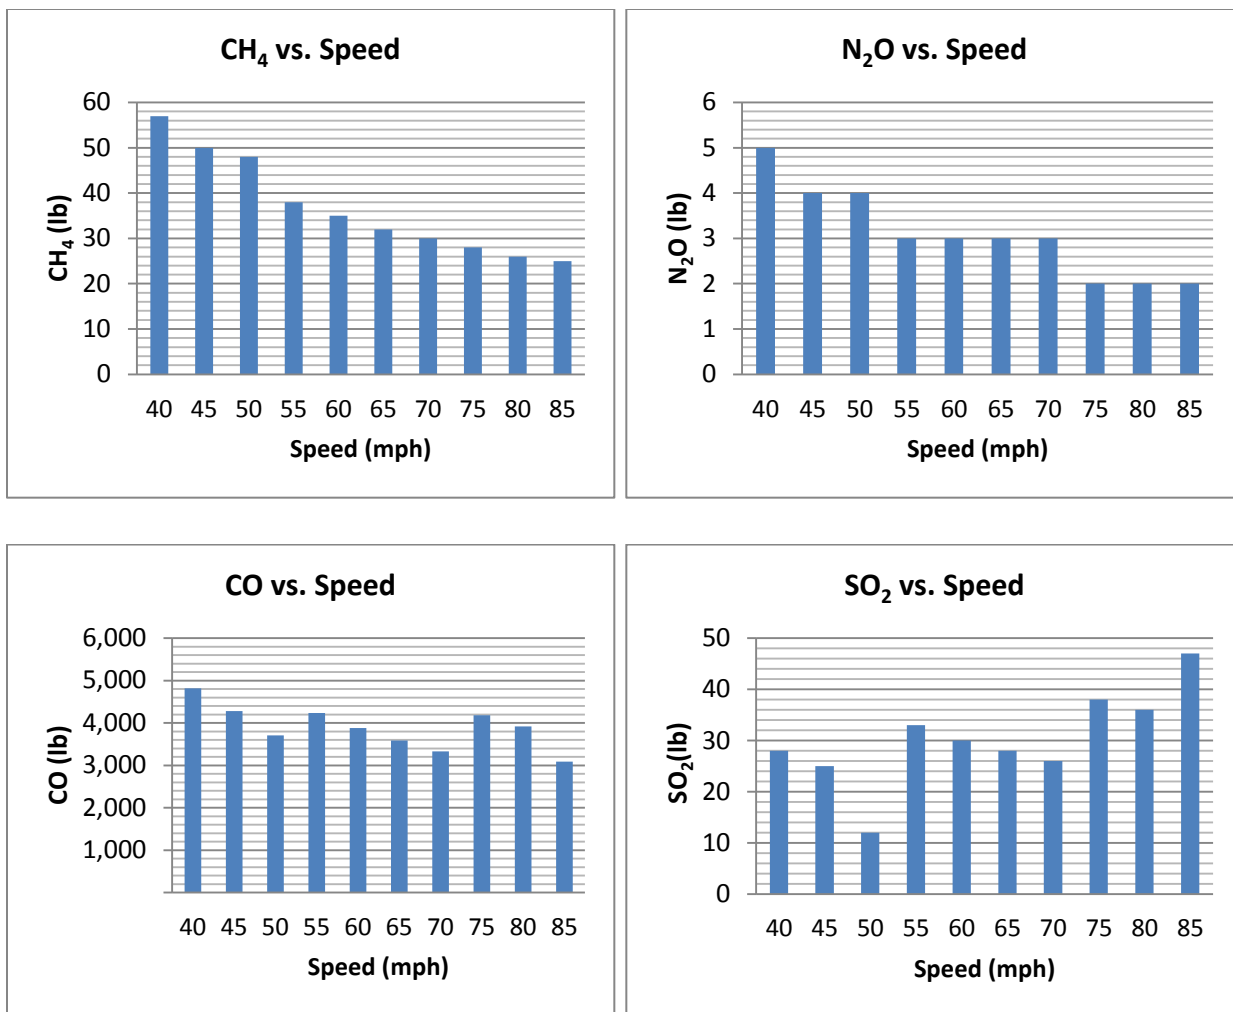 CH₄ vs. Speed
60
50
40
30
20
10
0
CH₄ (lb)
40 45 50 55 60 65 70 75 80 85
Speed (mph)
N₂O vs. Speed
6
5
4
3
2
1
0
N₂O (lb)
40 45 50 55 60 65 70 75 80 85
Speed (mph)
CO vs. Speed
6,000
5,000
4,000
3,000
2,000
1,000
CO (lb)
40 45 50 55 60 65 70 75 80 85
Speed (mph)
SO₂ vs. Speed
50
40
30
20
10
0
SO₂(lb)
40 45 50 55 60 65 70 75 80 85
Speed (mph)